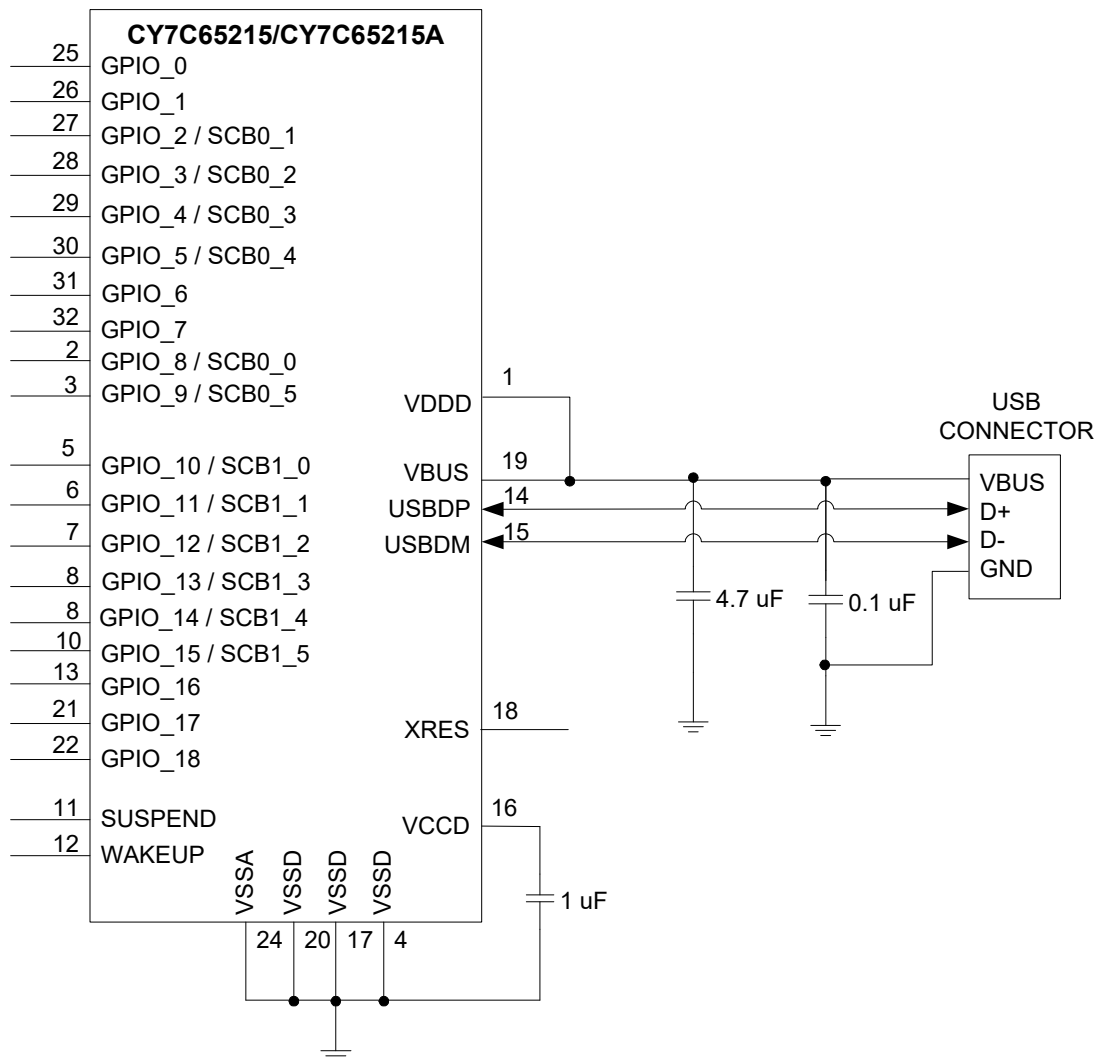 CY7C65215/CY7C65215A
25
GPIO_0
26
GPIO_1
27
GPIO_2 / SCB0_1
28
GPIO_3 / SCB0_2
29
GPIO_4 / SCB0_3
30
GPIO_5 / SCB0_4
31
GPIO_6
32
GPIO_7
2
GPIO_8 / SCB0_0
3
GPIO_9 / SCB0_5
5
GPIO_10 / SCB1_0
6
GPIO_11 / SCB1_1
7
GPIO_12 / SCB1_2
8
GPIO_13 / SCB1_3
8
GPIO_14 / SCB1_4
10
GPIO_15 / SCB1_5
13
GPIO_16
21
GPIO_17
22
GPIO_18
11
SUSPEND
12
WAKEUP
VDDD
1
VBUS
19
USBDP
14
USBDM
15
XRES
18
VCCD
16
VSSA
VSSD
VSSD
VSSD
24
20
17
4
1 uF
4.7 uF
0.1 uF
USB
CONNECTOR
VBUS
D+
D-
GND